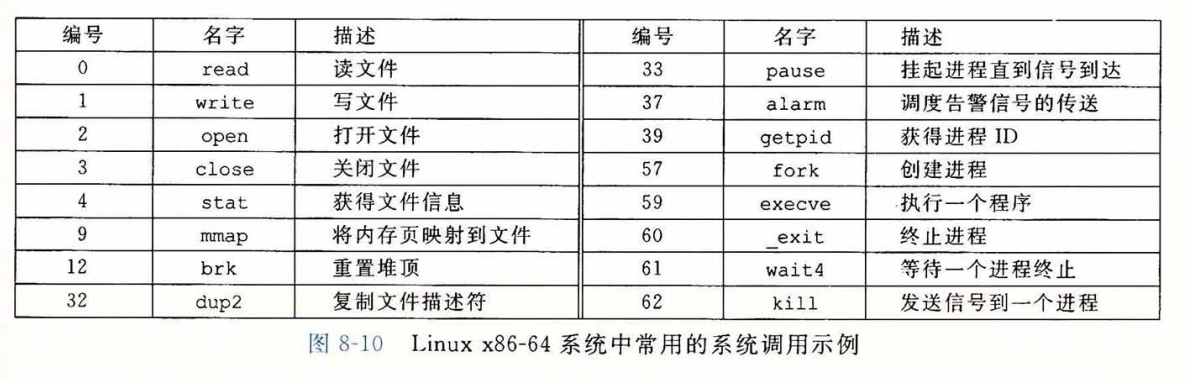 编号 名字 描述 编号 名字 描述
0 read 读文件 33 pause 挂起进程直到信号到达
1 write 写文件 37 alarm 调度告警信号的传送
2 open 打开文件 39 getpid 获得进程 ID
3 close 关闭文件 57 fork 创建进程
4 stat 获得文件信息 59 execve 执行一个程序
9 mmap 将内存页映射到文件 60 _exit 终止进程
12 brk 重置堆顶 61 wait4 等待一个进程终止
32 dup2 复制文件描述符 62 kill 发送信号到一个进程
图 8-10 Linux x86-64 系统中常用的系统调用示例